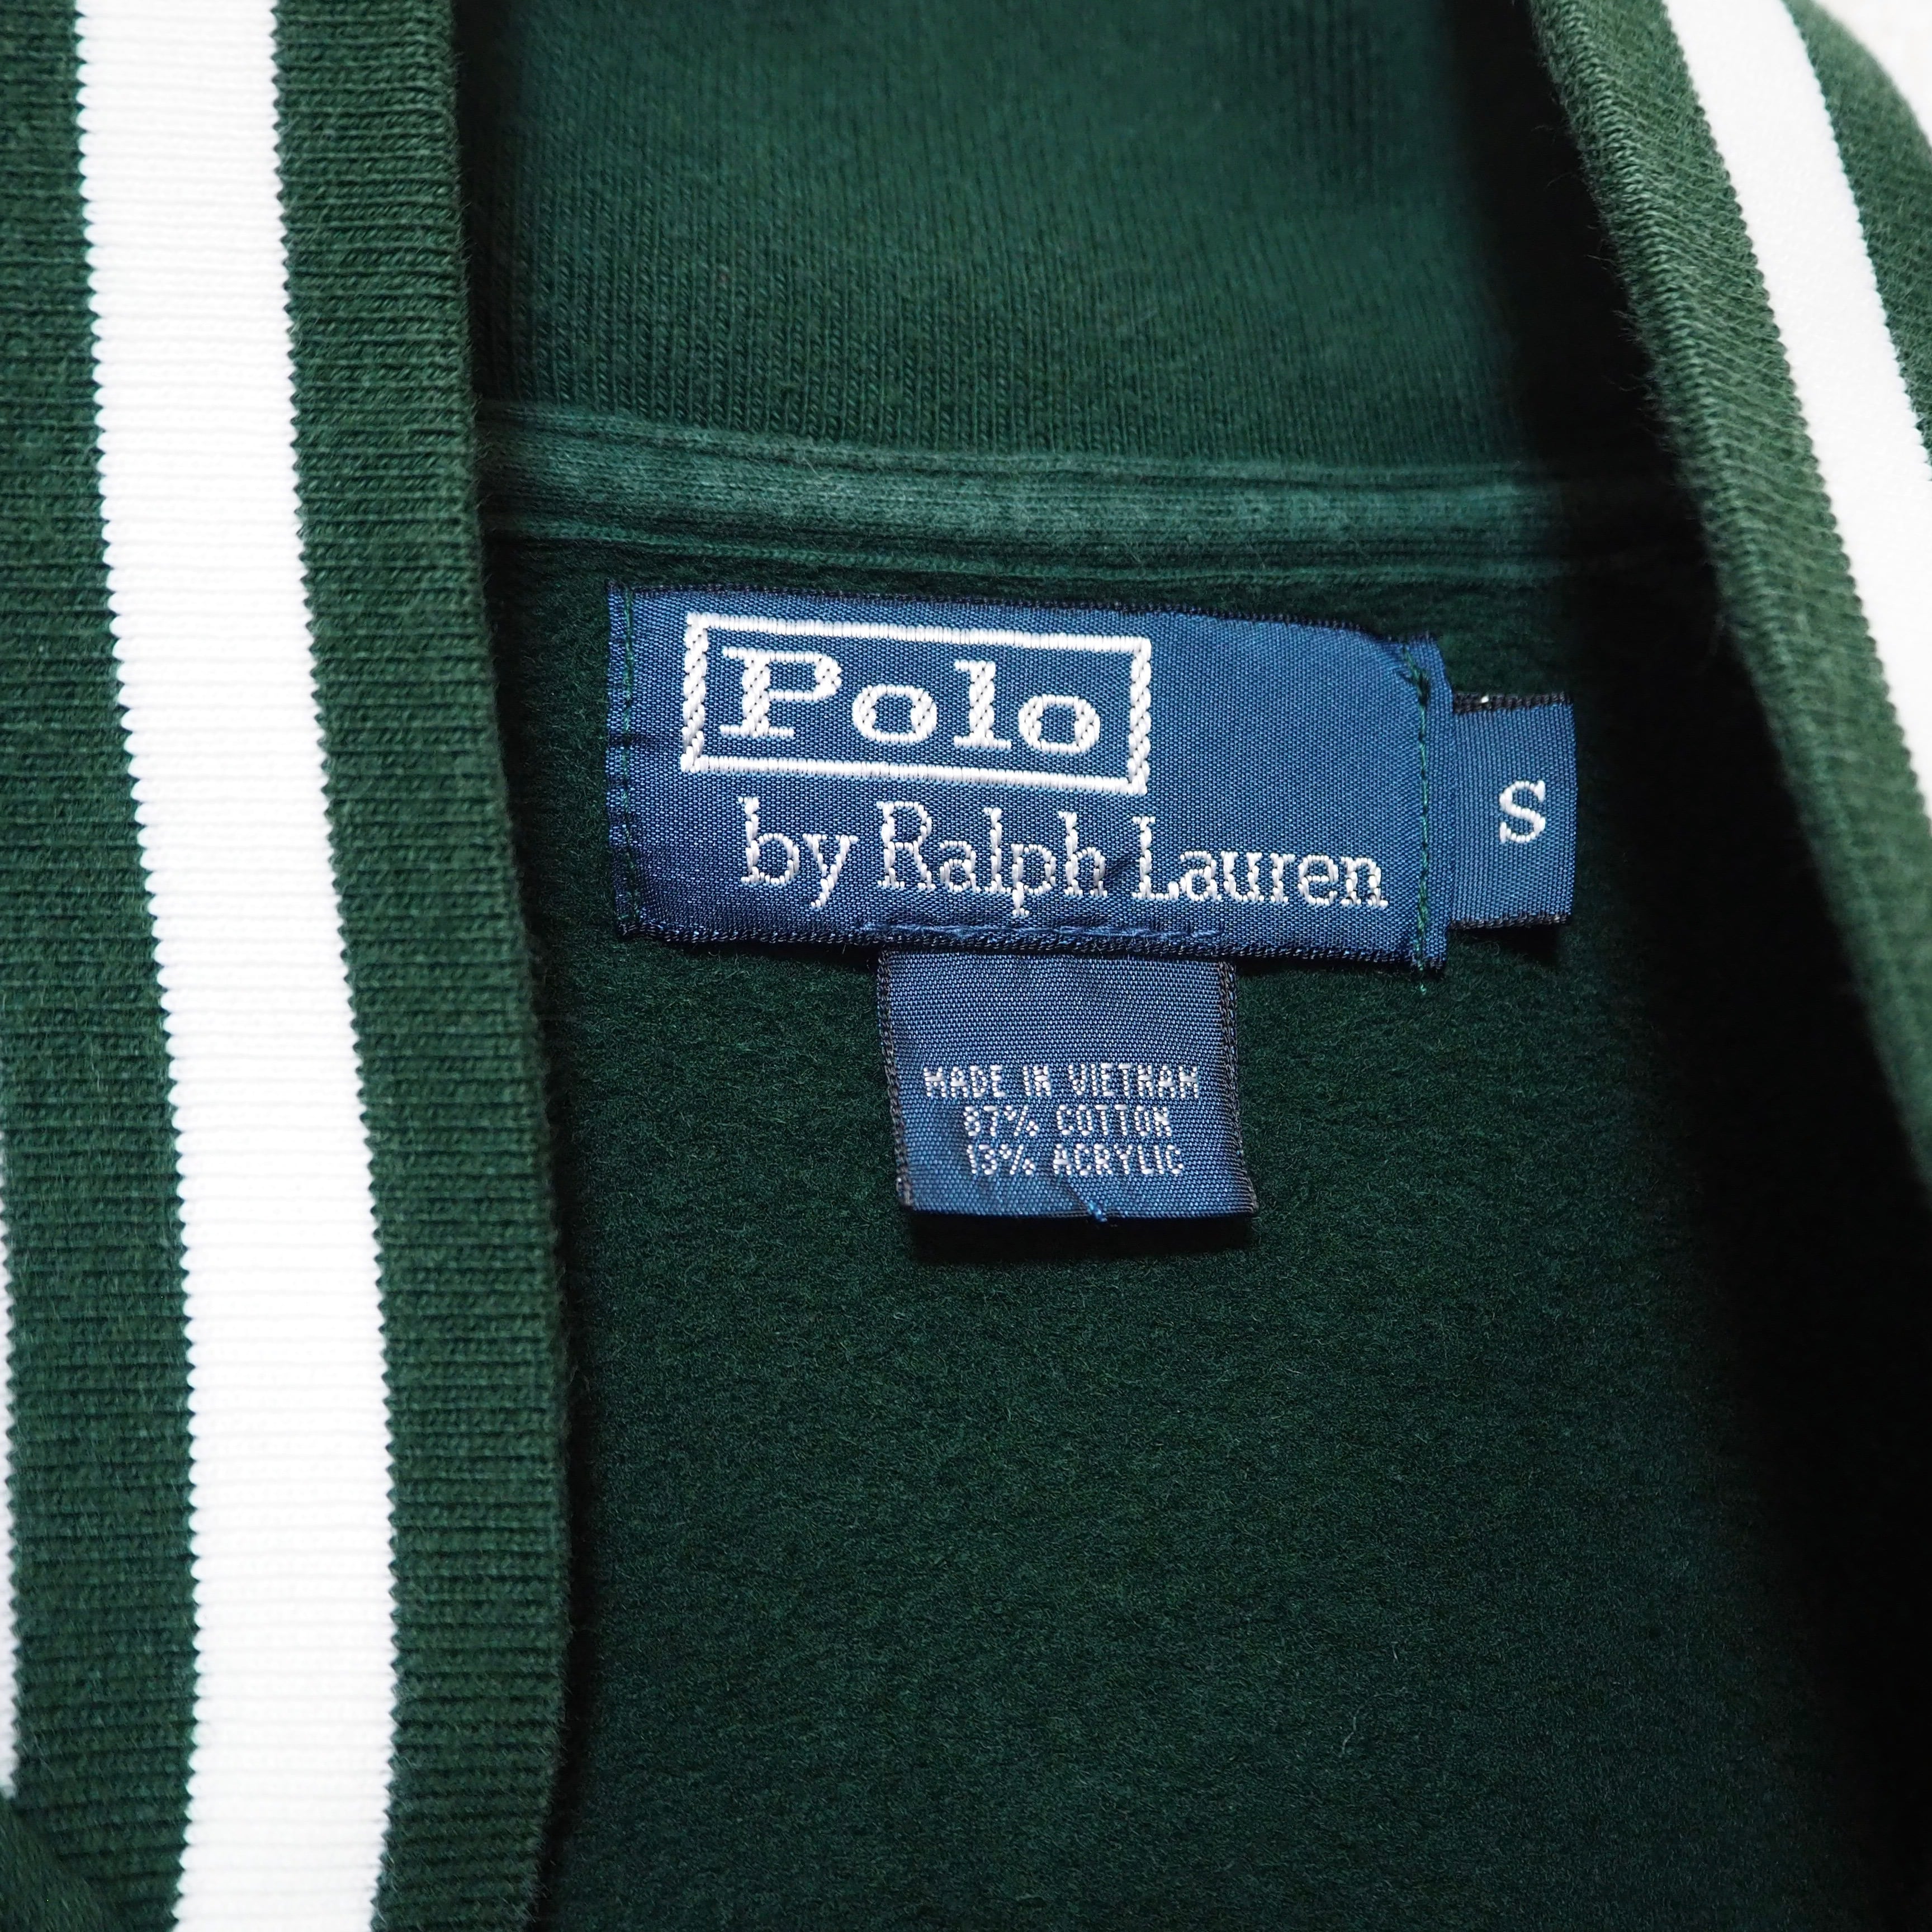 Polo
by Ralph Lauren
S
MADE IN VIETNAM
87% COTTON
13% ACRYLIC